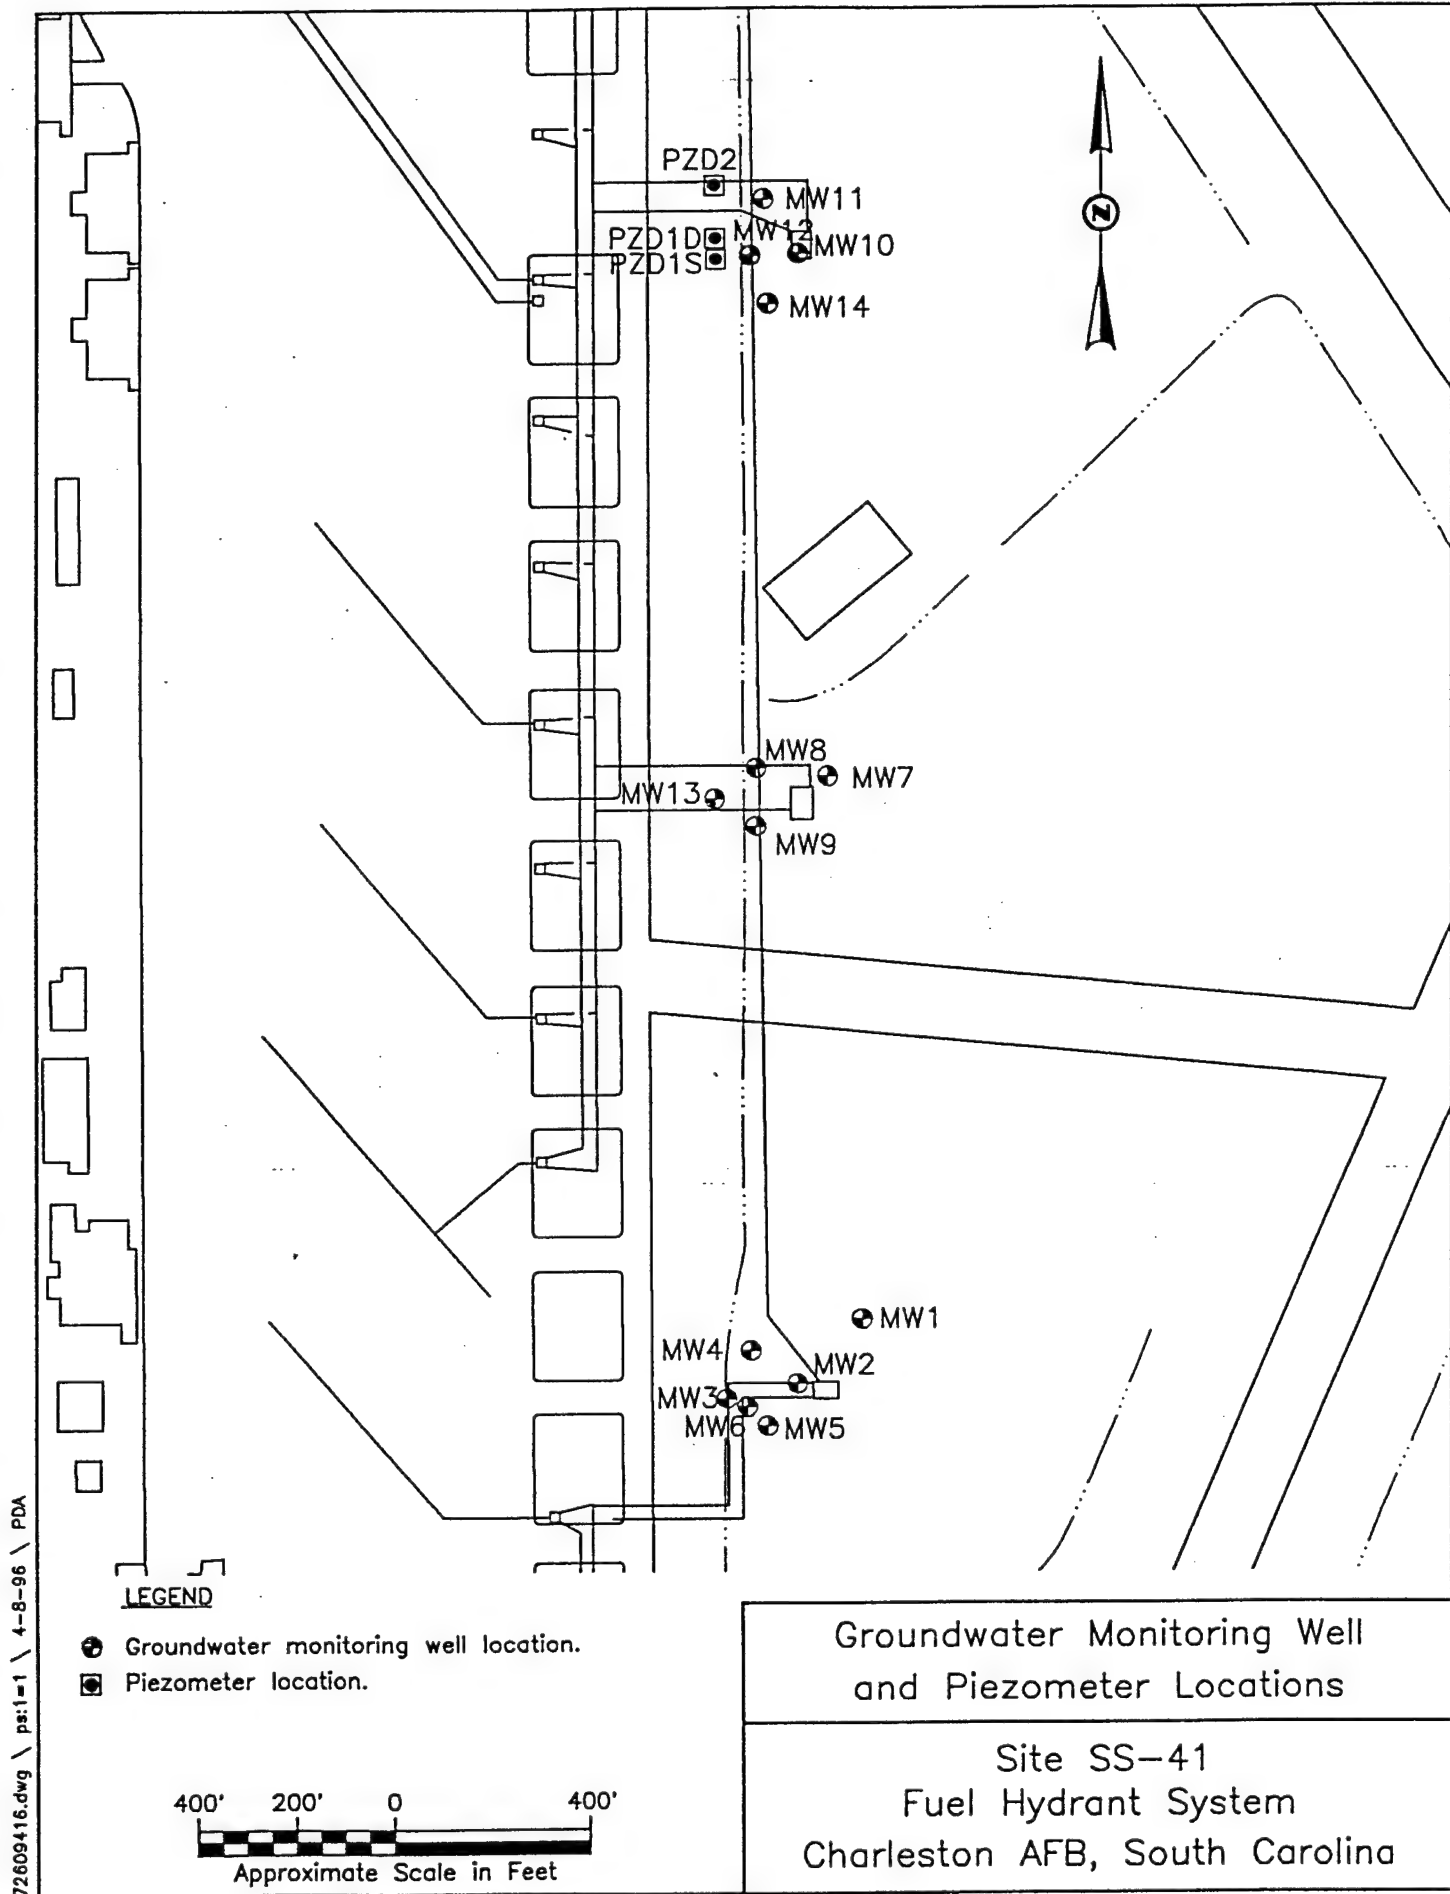 PZD2
MW11
PZD1D
MW12
MW10
PZD1S
MW14
N
MW8
MW7
MW13
MW9
MW1
MW4
MW2
MW3
MW6
MW5
LEGEND
Groundwater monitoring well location.
Piezometer location.
400' 200' 0 400'
Approximate Scale in Feet
Groundwater Monitoring Well
and Piezometer Locations
Site SS-41
Fuel Hydrant System
Charleston AFB, South Carolina
72609416.dwg \ ps:1=1 \ 4-8-96 \ PDA